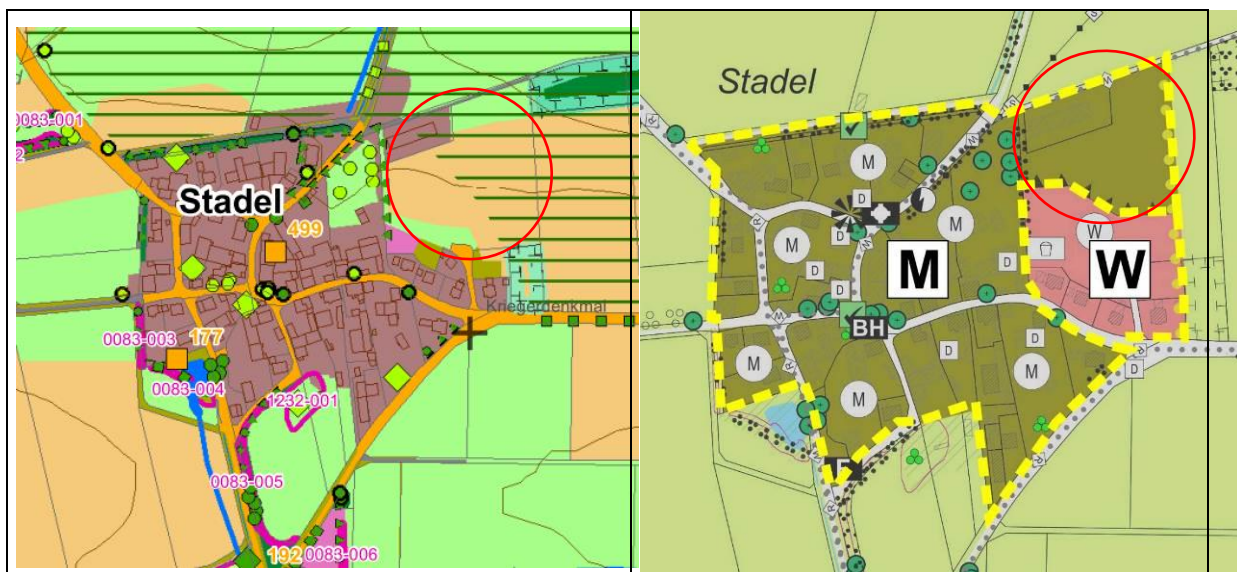 0083-001
2
Stadel
499
Kriegerdenkmal
0083-003
177
0083-004
1232-001
0083-005
192
0083-006
Stadel
S
W
R
M
D
W
R
W
M
D
M
D
M
D
W
M
W
D
BH
D
D
M
M
M
D
D
W
R
R
R